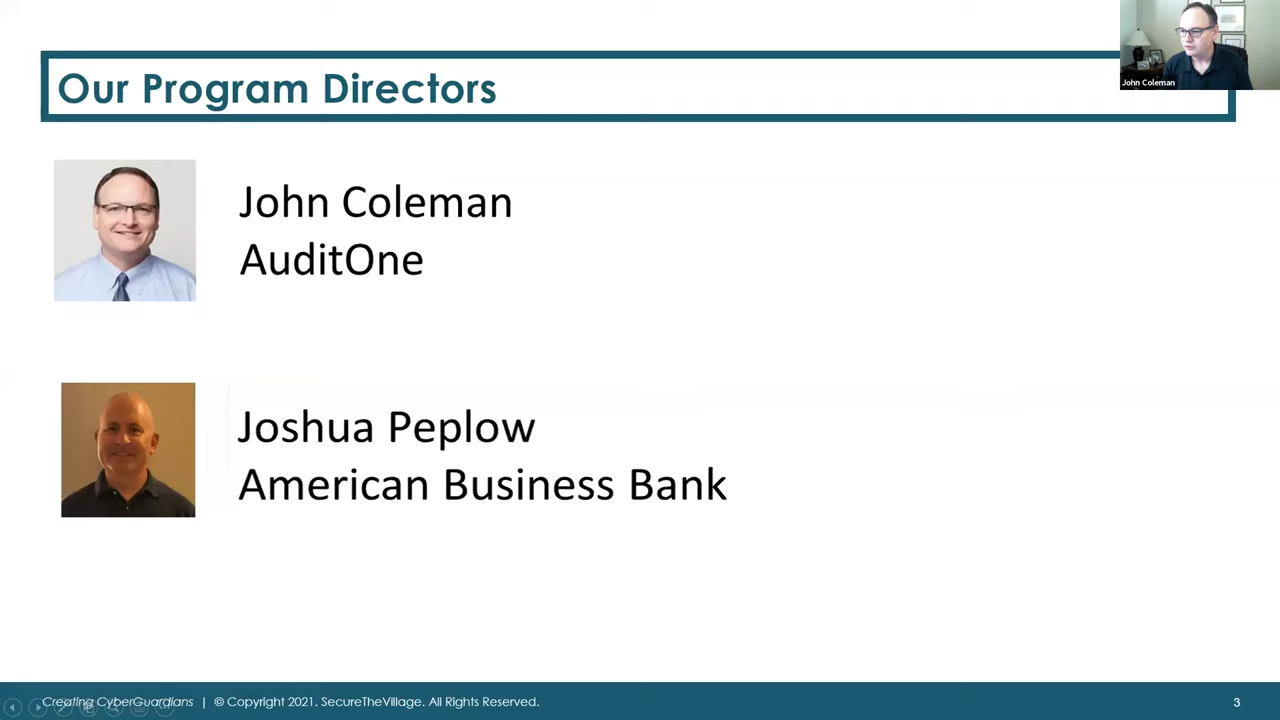 Our Program Directors
John Coleman
John Coleman
AuditOne
Joshua Peplow
American Business Bank
Creating CyberGuardians | © Copyright 2021. SecureTheVillage. All Rights Reserved.
3